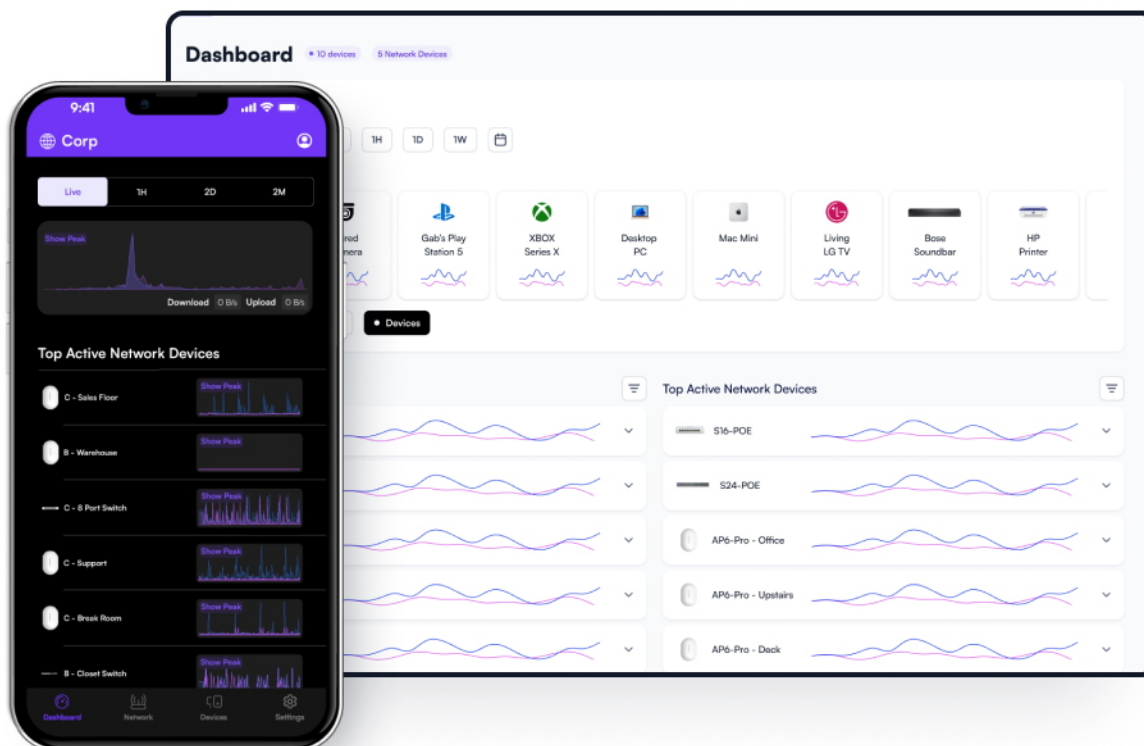 Dashboard
10 devices
5 Network Devices
1H
1D
1W
Gab's Play
Station 5
XBOX
Series X
Desktop
PC
Mac Mini
Living
LG TV
Bose
Soundbar
HP
Printer
Devices
Top Active Network Devices
S16-POE
S24-POE
AP6-Pro - Office
AP6-Pro - Upstairs
AP6-Pro - Deck
9:41
Corp
Live
1H
2D
2M
Show Peak
Download 0 B/s Upload 0 B/s
Top Active Network Devices
C - Sales Floor
Show Peak
B - Warehouse
Show Peak
C - 8 Port Switch
Show Peak
C - Support
Show Peak
C - Break Room
Show Peak
B - Closet Switch
Show Peak
Dashboard
Network
Devices
Settings